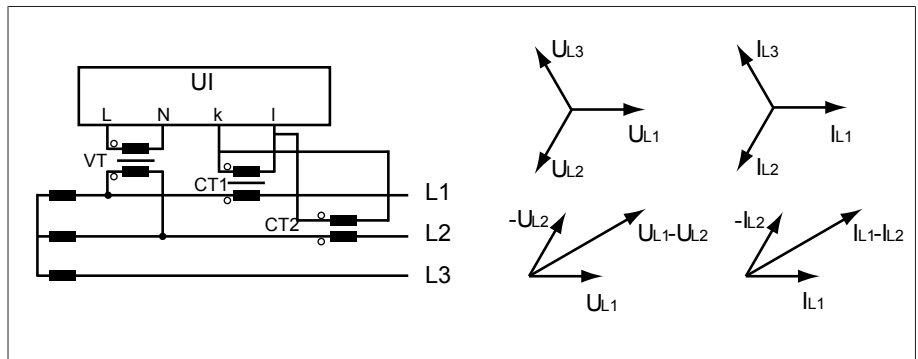 UI
L N k l
VT
CT1
CT2
L1
L2
L3
UL3
UL1
UL2
IL3
IL1
IL2
-UL2
UL1-UL2
UL1
-IL2
IL1-IL2
IL1